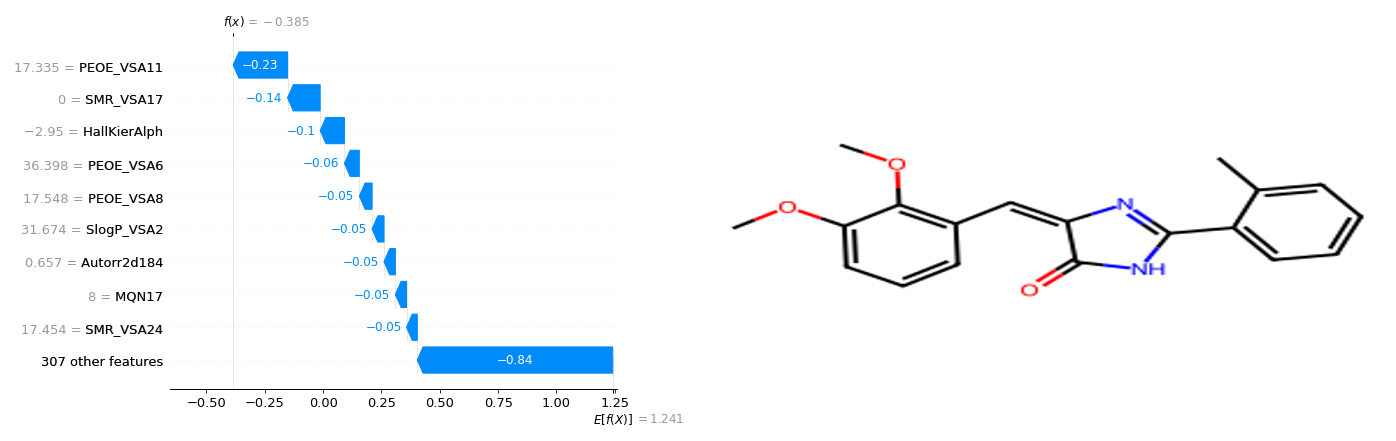 f(x) = −0.385
17.335 = PEOE_VSA11
−0.23
0 = SMR_VSA17
−0.14
−2.95 = HallKierAlph
−0.1
36.398 = PEOE_VSA6
−0.06
17.548 = PEOE_VSA8
−0.05
31.674 = SlogP_VSA2
−0.05
0.657 = Autorr2d184
−0.05
8 = MQN17
−0.05
17.454 = SMR_VSA24
−0.05
307 other features
−0.84
−0.50 −0.25 0.00 0.25 0.50 0.75 1.00 1.25
E[f(X)] = 1.241
O
O
N
NH
O